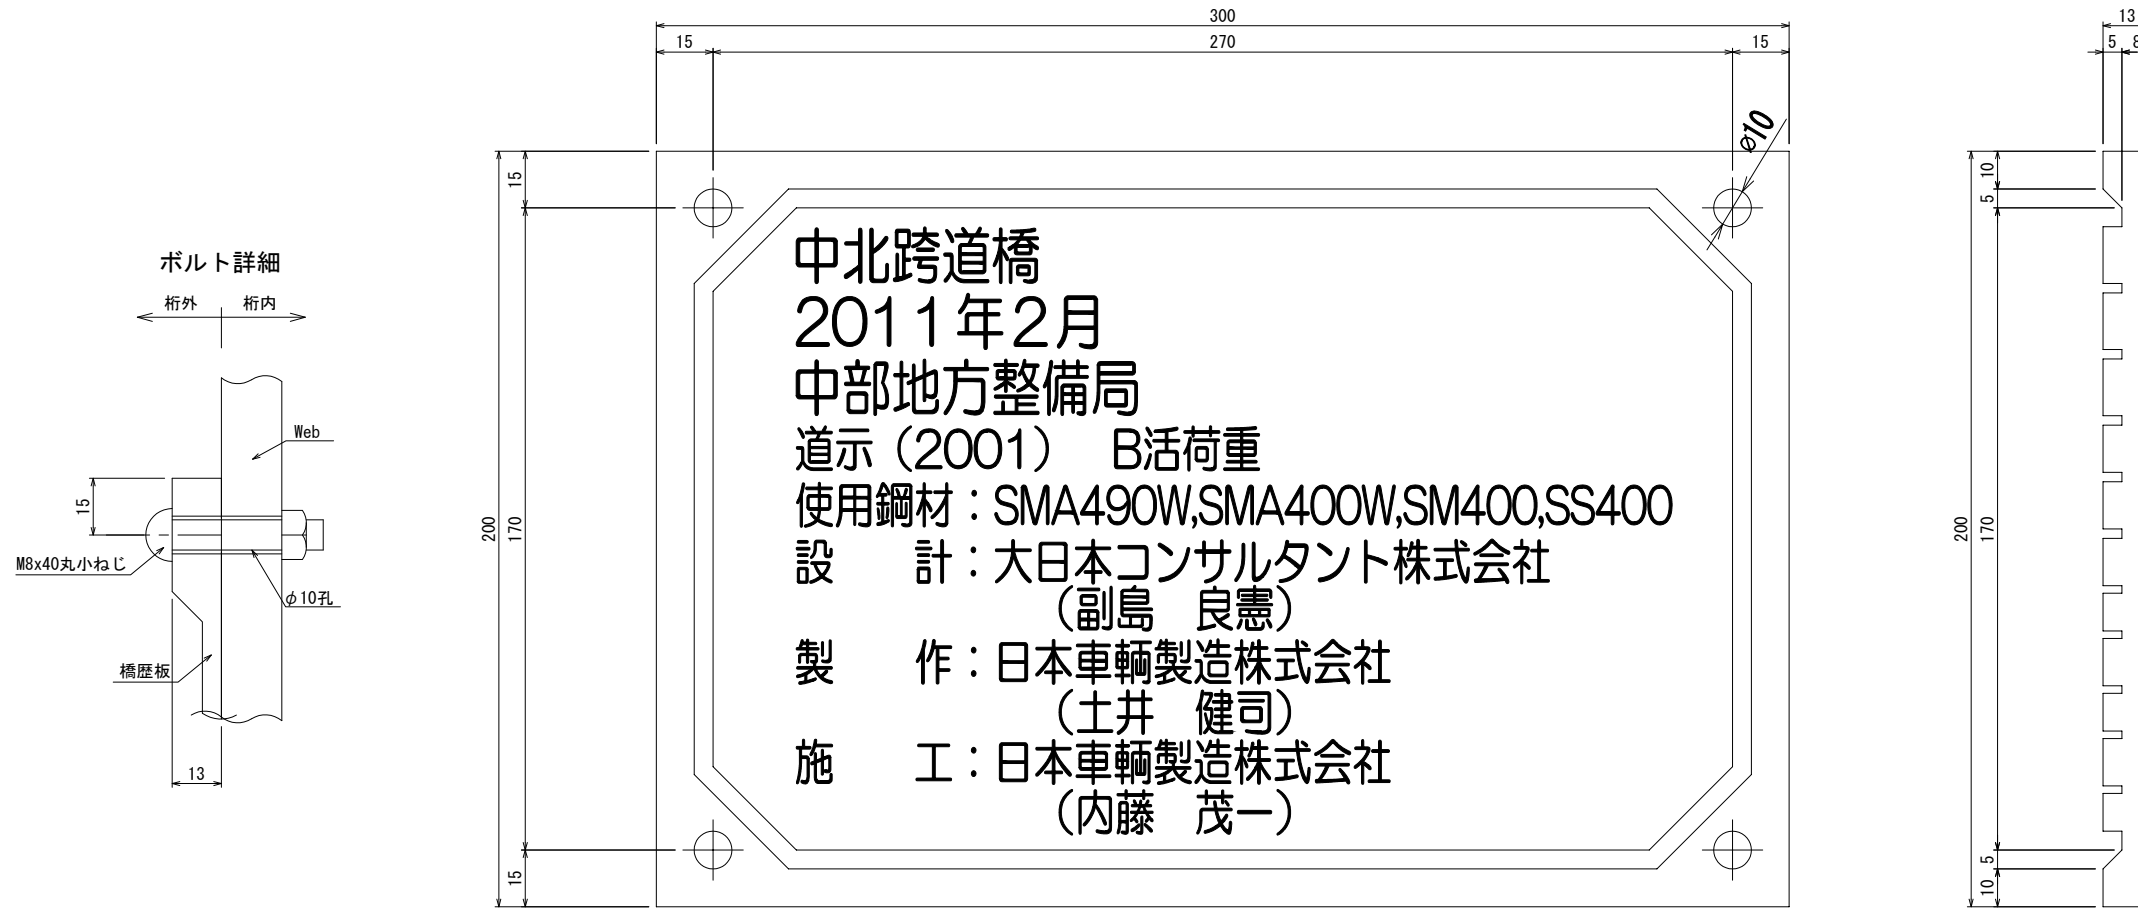 ボルト詳細
桁外 桁内
Web
15
M8x40丸小ねじ
φ10孔
橋歴板
13
300
15 270 15
ø10
200
15
170
15
中北跨道橋
2011年2月
中部地方整備局
道示（2001） B活荷重
使用鋼材：SMA490W,SMA400W,SM400,SS400
設 計：大日本コンサルタント株式会社
（副島 良憲）
製 作：日本車輌製造株式会社
（土井 健司）
施 工：日本車輌製造株式会社
（内藤 茂一）
13
5 8
200
10
5
170
5
10